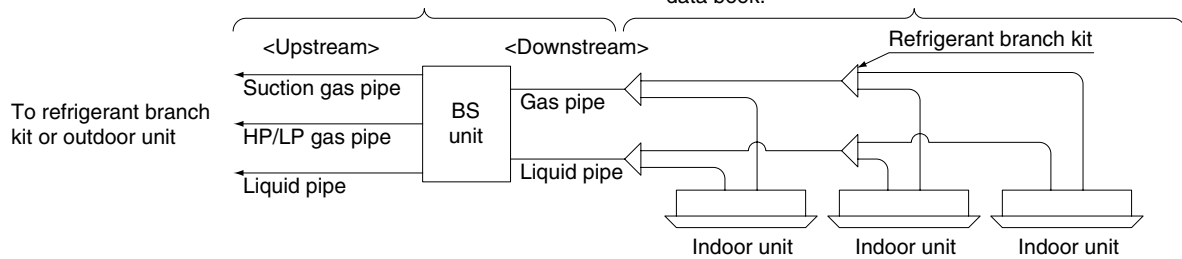 data book.
<Upstream>
<Downstream>
Refrigerant branch kit
Suction gas pipe
Gas pipe
To refrigerant branch
kit or outdoor unit
BS
unit
HP/LP gas pipe
Liquid pipe
Liquid pipe
Indoor unit
Indoor unit
Indoor unit